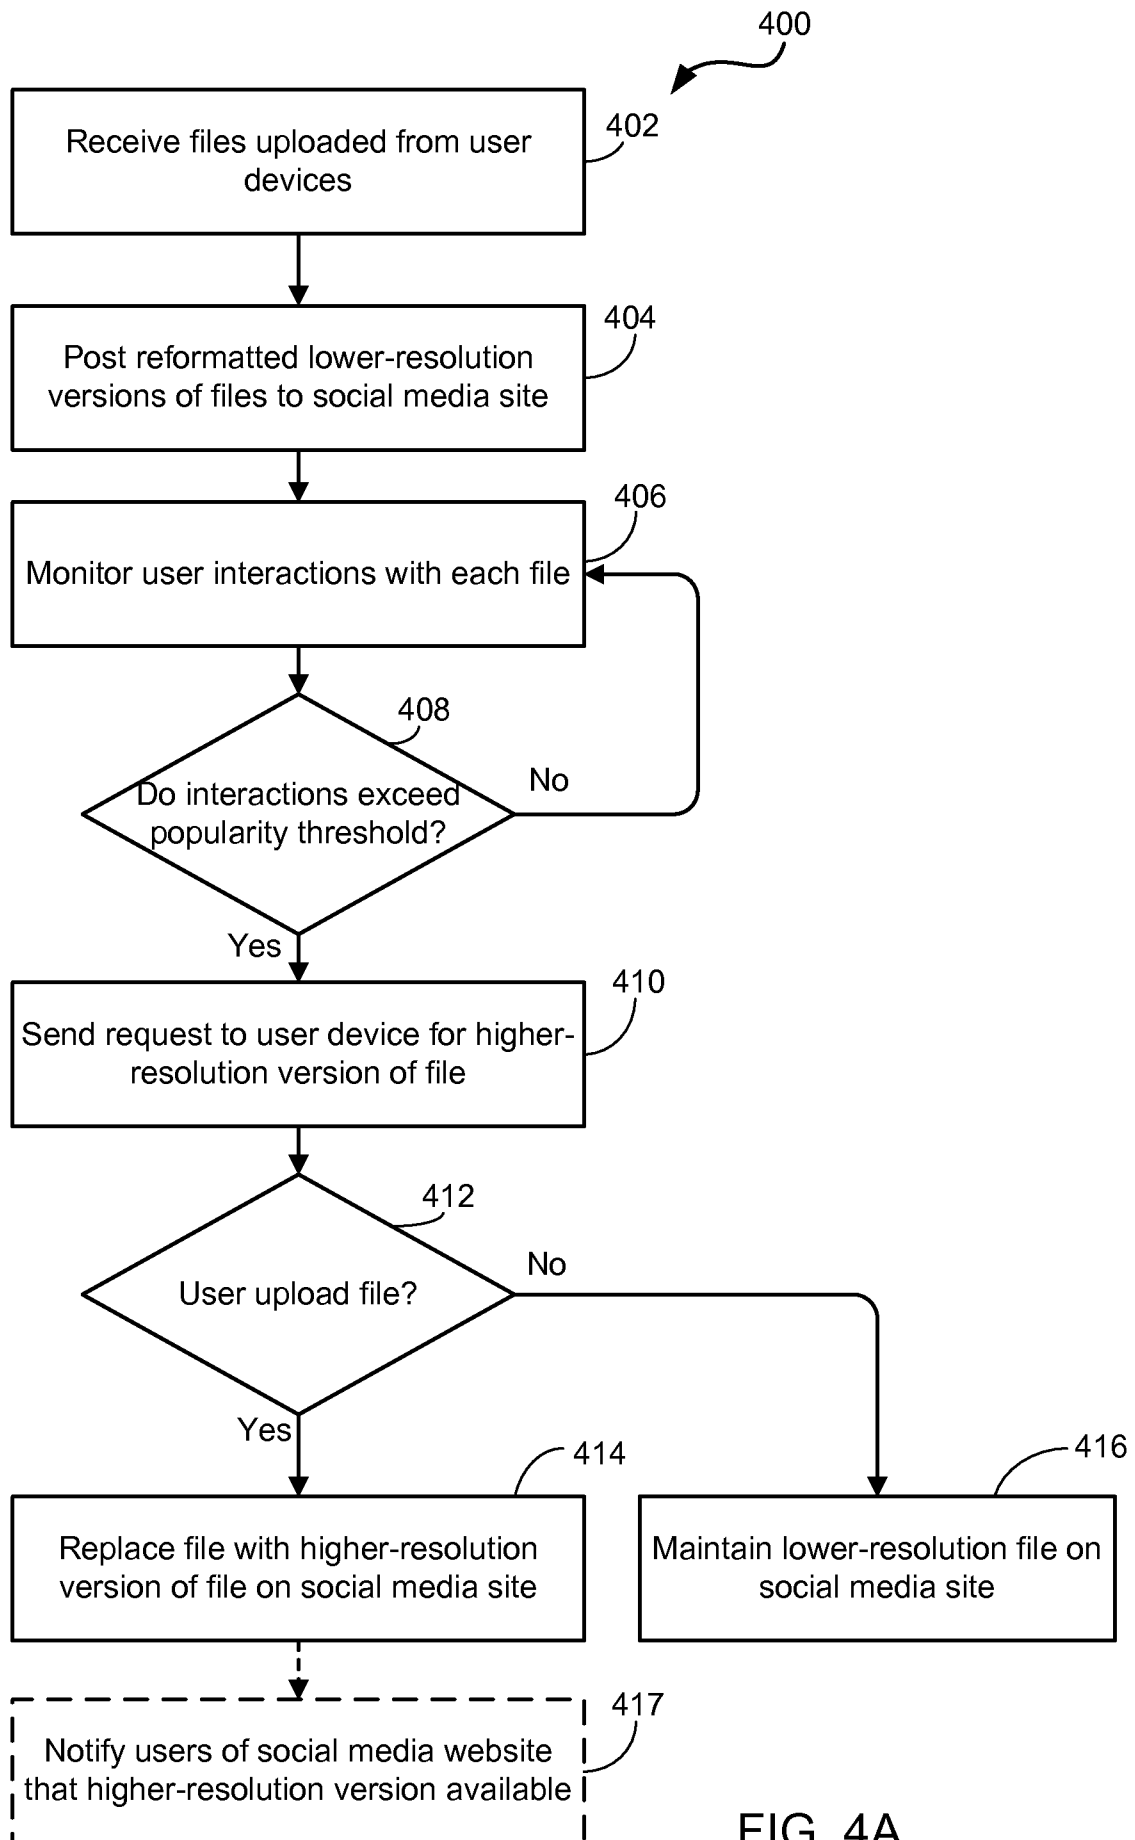 400
Receive files uploaded from user
devices
402
Post reformatted lower-resolution
versions of files to social media site
404
Monitor user interactions with each file
406
Do interactions exceed
popularity threshold?
408
No
Yes
Send request to user device for higher-
resolution version of file
410
User upload file?
412
No
Yes
Replace file with higher-resolution
version of file on social media site
414
Maintain lower-resolution file on
social media site
416
Notify users of social media website
that higher-resolution version available
417
FIG. 4A